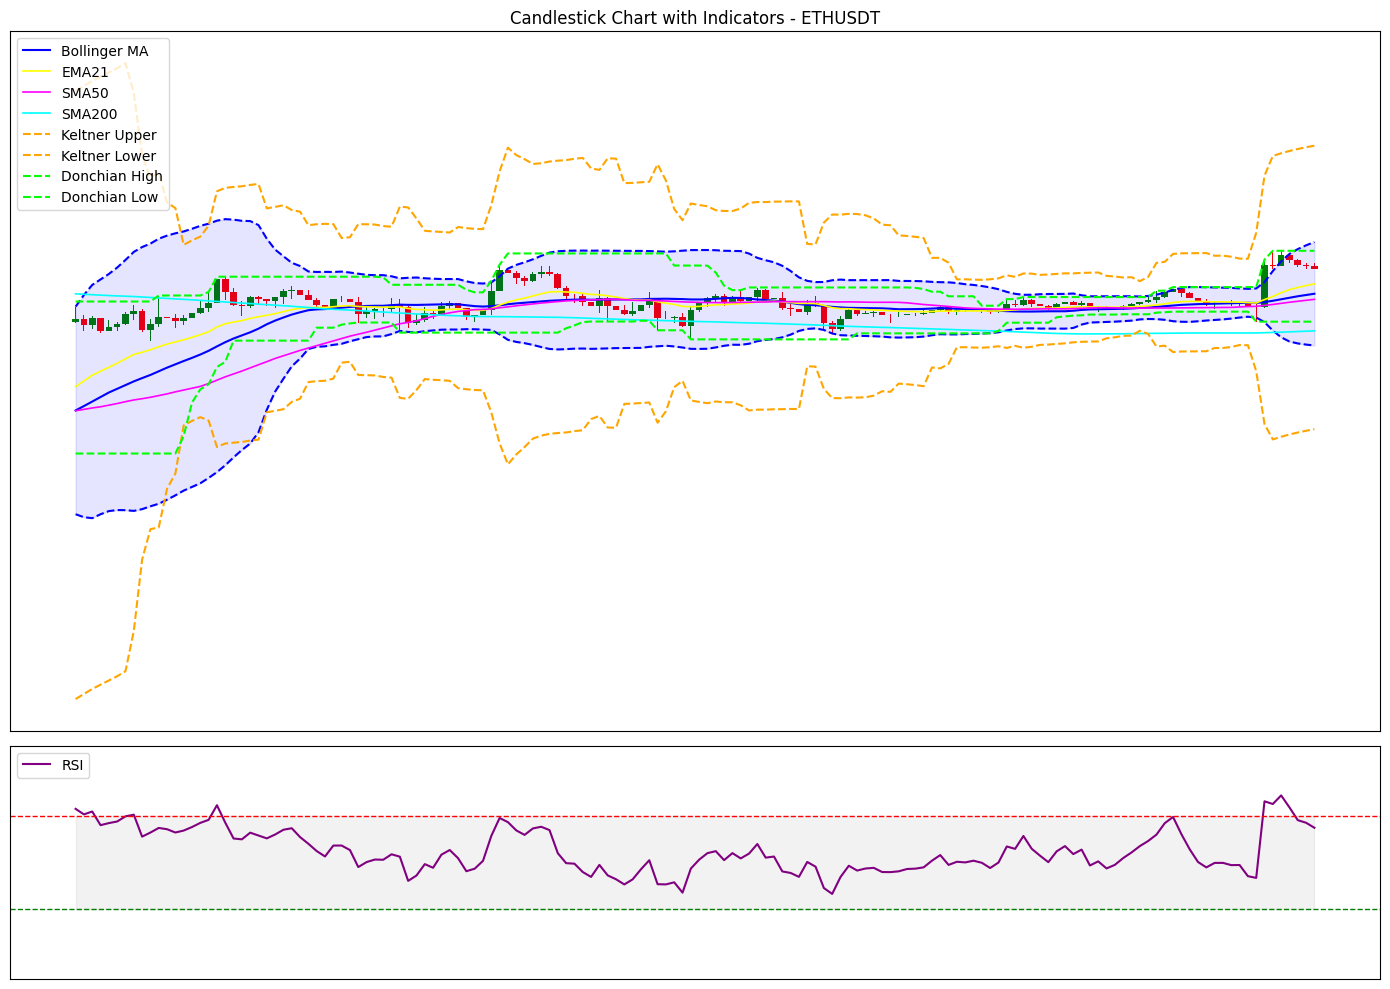 Candlestick Chart with Indicators - ETHUSDT
Bollinger MA
EMA21
SMA50
SMA200
Keltner Upper
Keltner Lower
Donchian High
Donchian Low
RSI